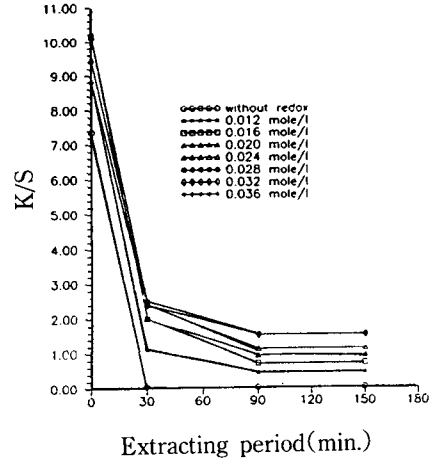 11.00
10.00
9.00
8.00
7.00
6.00
5.00
4.00
3.00
2.00
1.00
0.00
K/S
without redox
0.012 mole/l
0.016 mole/l
0.020 mole/l
0.024 mole/l
0.028 mole/l
0.032 mole/l
0.036 mole/l
0 30 60 90 120 150 180
Extracting period(min.)